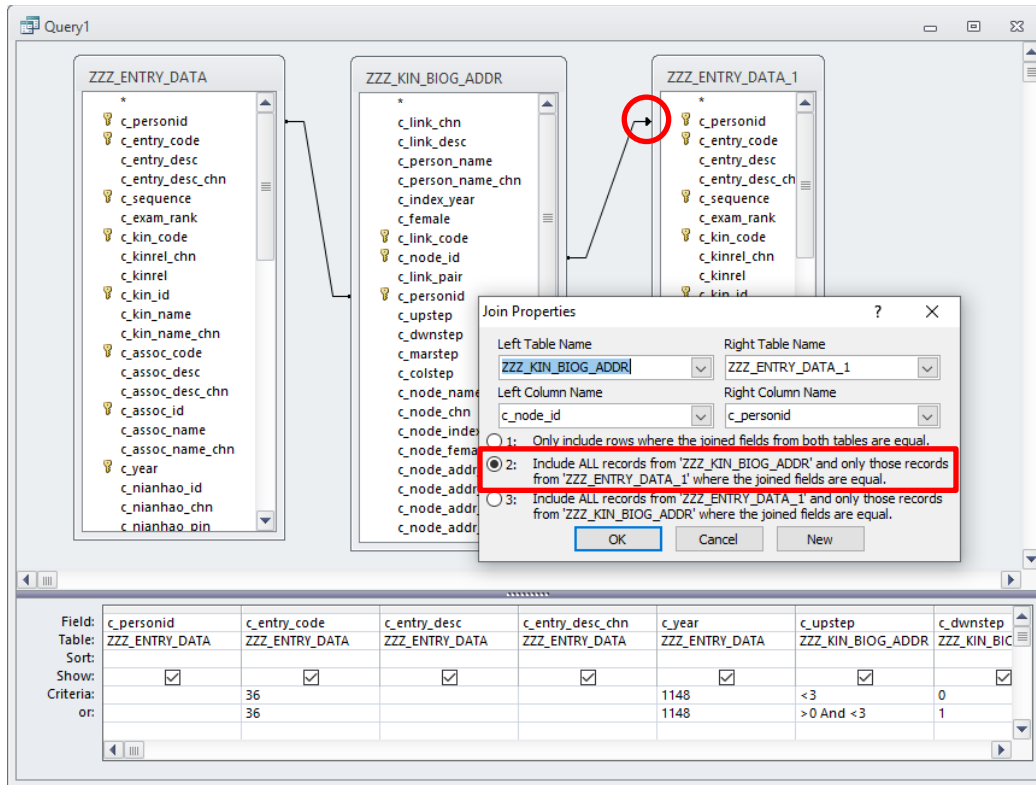 Query1
ZZZ_ENTRY_DATA
*
c_personid
c_entry_code
c_entry_desc
c_entry_desc_chn
c_sequence
c_exam_rank
c_kin_code
c_kinrel_chn
c_kinrel
c_kin_id
c_kin_name
c_kin_name_chn
c_assoc_code
c_assoc_desc
c_assoc_desc_chn
c_assoc_id
c_assoc_name
c_assoc_name_chn
c_year
c_nianhao_id
c_nianhao_chn
c_nianhao_pin
ZZZ_KIN_BIOG_ADDR
*
c_link_chn
c_link_desc
c_person_name
c_person_name_chn
c_index_year
c_female
c_link_code
c_node_id
c_link_pair
c_personid
c_upstep
c_dwnstep
c_marstep
c_colstep
c_node_name
c_node_chn
c_node_index
c_node_fema
c_node_addr
c_node_addr
c_node_addr
c_node_addr
ZZZ_ENTRY_DATA_1
*
c_personid
c_entry_code
c_entry_desc
c_entry_desc_ch
c_sequence
c_exam_rank
c_kin_code
c_kinrel_chn
c_kinrel
c_kin_id
Join Properties ?
Left Table Name Right Table Name
ZZZ_KIN_BIOG_ADDR ZZZ_ENTRY_DATA_1
Left Column Name Right Column Name
c_node_id c_personid
1: Only include rows where the joined fields from both tables are equal.
2: Include ALL records from 'ZZZ_KIN_BIOG_ADDR' and only those records
from 'ZZZ_ENTRY_DATA_1' where the joined fields are equal.
3: Include ALL records from 'ZZZ_ENTRY_DATA_1' and only those records
from 'ZZZ_KIN_BIOG_ADDR' where the joined fields are equal.
OK Cancel New
Field: c_personid c_entry_code c_entry_desc c_entry_desc_chn c_year c_upstep c_dwnstep
Table: ZZZ_ENTRY_DATA ZZZ_ENTRY_DATA ZZZ_ENTRY_DATA ZZZ_ENTRY_DATA ZZZ_ENTRY_DATA ZZZ_KIN_BIOG_ADDR ZZZ_KIN_BIC
Sort:
Show:
Criteria: 36 1148 <3 0
or: 36 1148 >0 And <3 1